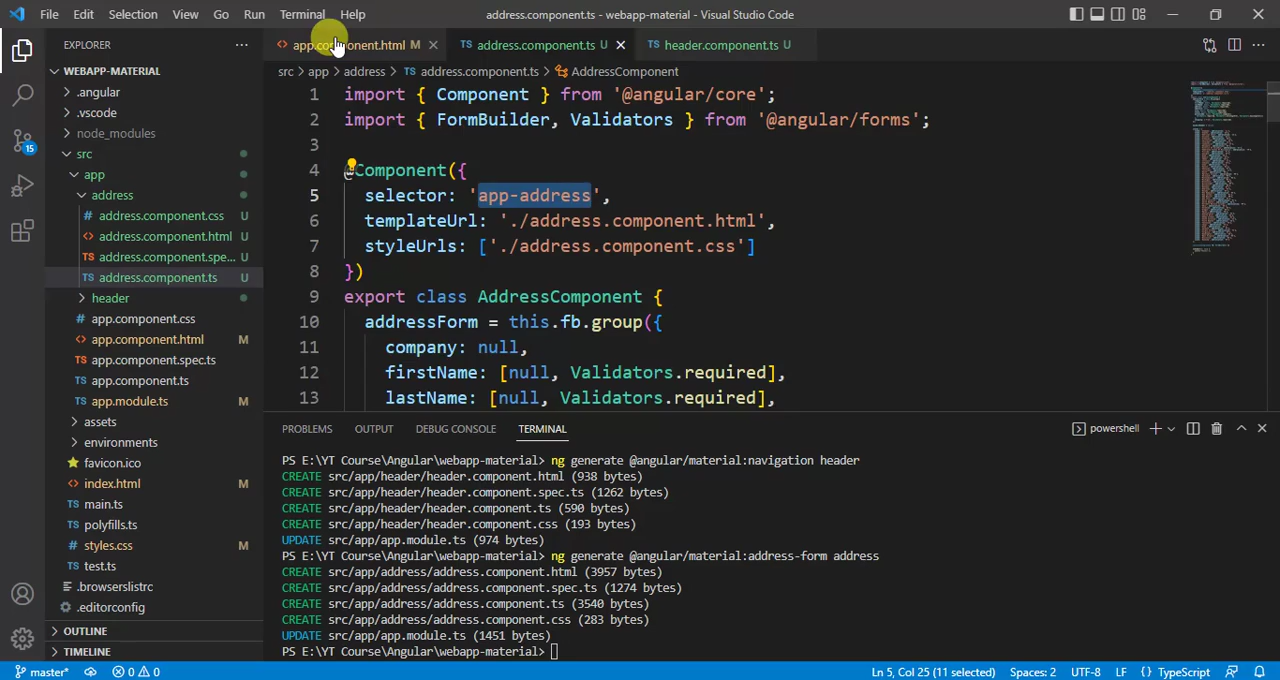 File Edit Selection View Go Run Terminal Help address.component.ts - webapp-material - Visual Studio Code
EXPLORER
WEBAPP-MATERIAL
.angular
.vscode
node_modules
src
app
address
address.component.css U
address.component.html U
address.component.spe... U
address.component.ts U
header
app.component.css
app.component.html M
app.component.spec.ts
app.component.ts
app.module.ts M
assets
environments
favicon.ico
index.html M
main.ts
polyfills.ts
styles.css M
test.ts
.browserslistrc
.editorconfig
OUTLINE
TIMELINE
15
M TS address.component.ts U TS header.component.ts U
src > app > address > TS address.component.ts > AddressComponent
1 import { Component } from '@angular/core';
2 import { FormBuilder, Validators } from '@angular/forms';
3
4 @Component({
5 selector: 'app-address',
6 templateUrl: './address.component.html',
7 styleUrls: ['./address.component.css']
8 })
9 export class AddressComponent {
10 addressForm = this.fb.group({
11 company: null,
12 firstName: [null, Validators.required],
13 lastName: [null, Validators.required],
PROBLEMS OUTPUT DEBUG CONSOLE TERMINAL powershell
PS E:\YT Course\Angular\webapp-material> ng generate @angular/material:navigation header
CREATE src/app/header/header.component.html (938 bytes)
CREATE src/app/header/header.component.spec.ts (1262 bytes)
CREATE src/app/header/header.component.ts (590 bytes)
CREATE src/app/header/header.component.css (193 bytes)
UPDATE src/app/app.module.ts (974 bytes)
PS E:\YT Course\Angular\webapp-material> ng generate @angular/material:address-form address
CREATE src/app/address/address.component.html (3957 bytes)
CREATE src/app/address/address.component.spec.ts (1274 bytes)
CREATE src/app/address/address.component.ts (3540 bytes)
CREATE src/app/address/address.component.css (283 bytes)
UPDATE src/app/app.module.ts (1451 bytes)
PS E:\YT Course\Angular\webapp-material>
master* 0 0 Ln 5, Col 25 (11 selected) Spaces: 2 UTF-8 LF {} TypeScript